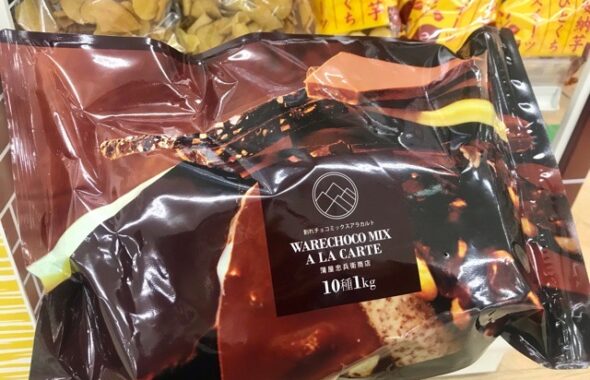 割れチョコミックスアラカルト
WARECHOCO MIX
A LA CARTE
蒲屋忠兵衛商店
10種1kg